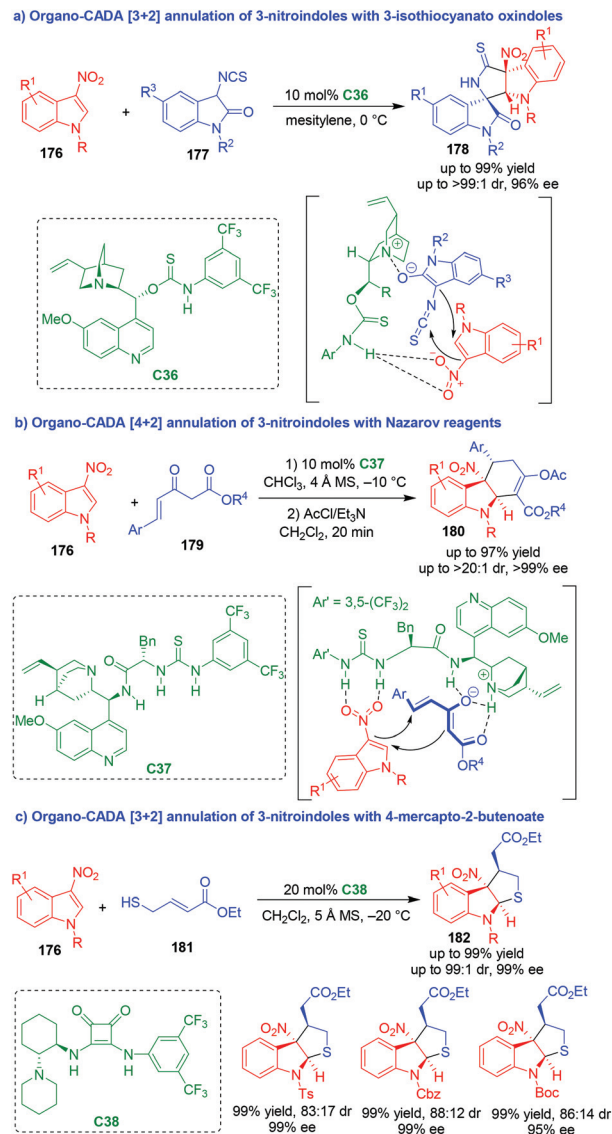 a) Organo-CADA [3+2] annulation of 3-nitroindoles with 3-isothiocyanato oxindoles
R¹ NO₂ N R 176
+
R³ NCS O N R² 177
10 mol% C36
mesitylene, 0 °C
S NO₂ R¹ HN H N R R¹ N O R²
178
up to 99% yield
up to >99:1 dr, 96% ee
CF₃ S N O N H CF₃ MeO N
C36
N ⊕ R² N ⊖ O R³ R O N C S S R N R¹ Ar N H O⁻ N⁺ O
b) Organo-CADA [4+2] annulation of 3-nitroindoles with Nazarov reagents
R¹ NO₂ N R 176
+
O O OR⁴ Ar 179
1) 10 mol% C37
CHCl₃, 4 Å MS, –10 °C
2) AcCl/Et₃N
CH₂Cl₂, 20 min
Ar O₂N R¹ OAc N H R CO₂R⁴
180
up to 97% yield
up to >20:1 dr, >99% ee
CF₃ Bn S O N N CF₃ H H N H NH MeO N
C37
Ar' = 3,5-(CF₃)₂
N OMe Bn O S Ar' N N N H H H N ⊕ H Ar O ⊖ O O N O OR⁴ R¹ N R
c) Organo-CADA [3+2] annulation of 3-nitroindoles with 4-mercapto-2-butenoate
R¹ NO₂ N R 176
+
HS O O Et 181
20 mol% C38
CH₂Cl₂, 5 Å MS, –20 °C
CO₂Et O₂N R¹ S N H R
182
up to 99% yield
up to 99:1 dr, 99% ee
O O CF₃ N H N H N CF₃
C38
CO₂Et O₂N S N H Ts
99% yield, 83:17 dr
99% ee
CO₂Et O₂N S N H Cbz
99% yield, 88:12 dr
99% ee
CO₂Et O₂N S N H Boc
99% yield, 86:14 dr
95% ee